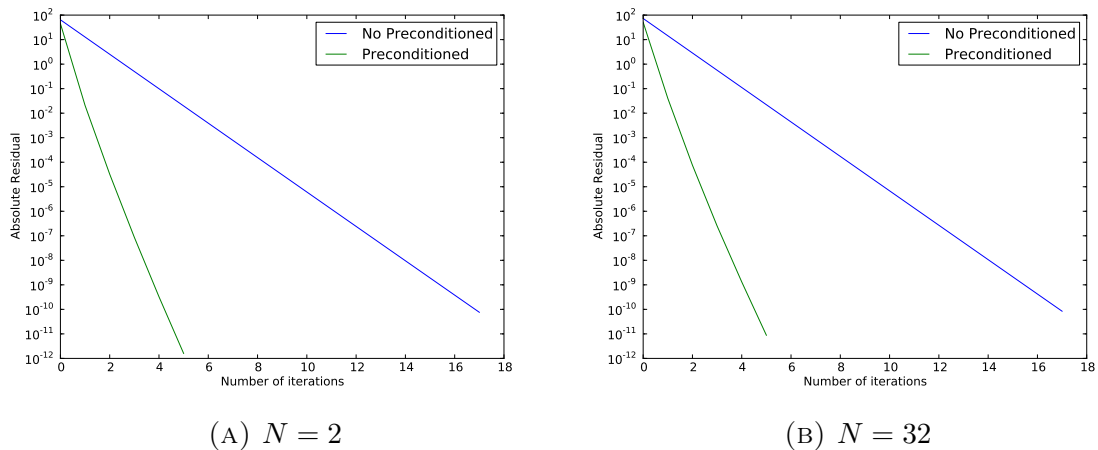 No Preconditioned
Preconditioned
Absolute Residual
10^2
10^1
10^0
10^-1
10^-2
10^-3
10^-4
10^-5
10^-6
10^-7
10^-8
10^-9
10^-10
10^-11
10^-12
0 2 4 6 8 10 12 14 16 18
Number of iterations
(A) N = 2
No Preconditioned
Preconditioned
Absolute Residual
10^2
10^1
10^0
10^-1
10^-2
10^-3
10^-4
10^-5
10^-6
10^-7
10^-8
10^-9
10^-10
10^-11
10^-12
0 2 4 6 8 10 12 14 16 18
Number of iterations
(B) N = 32